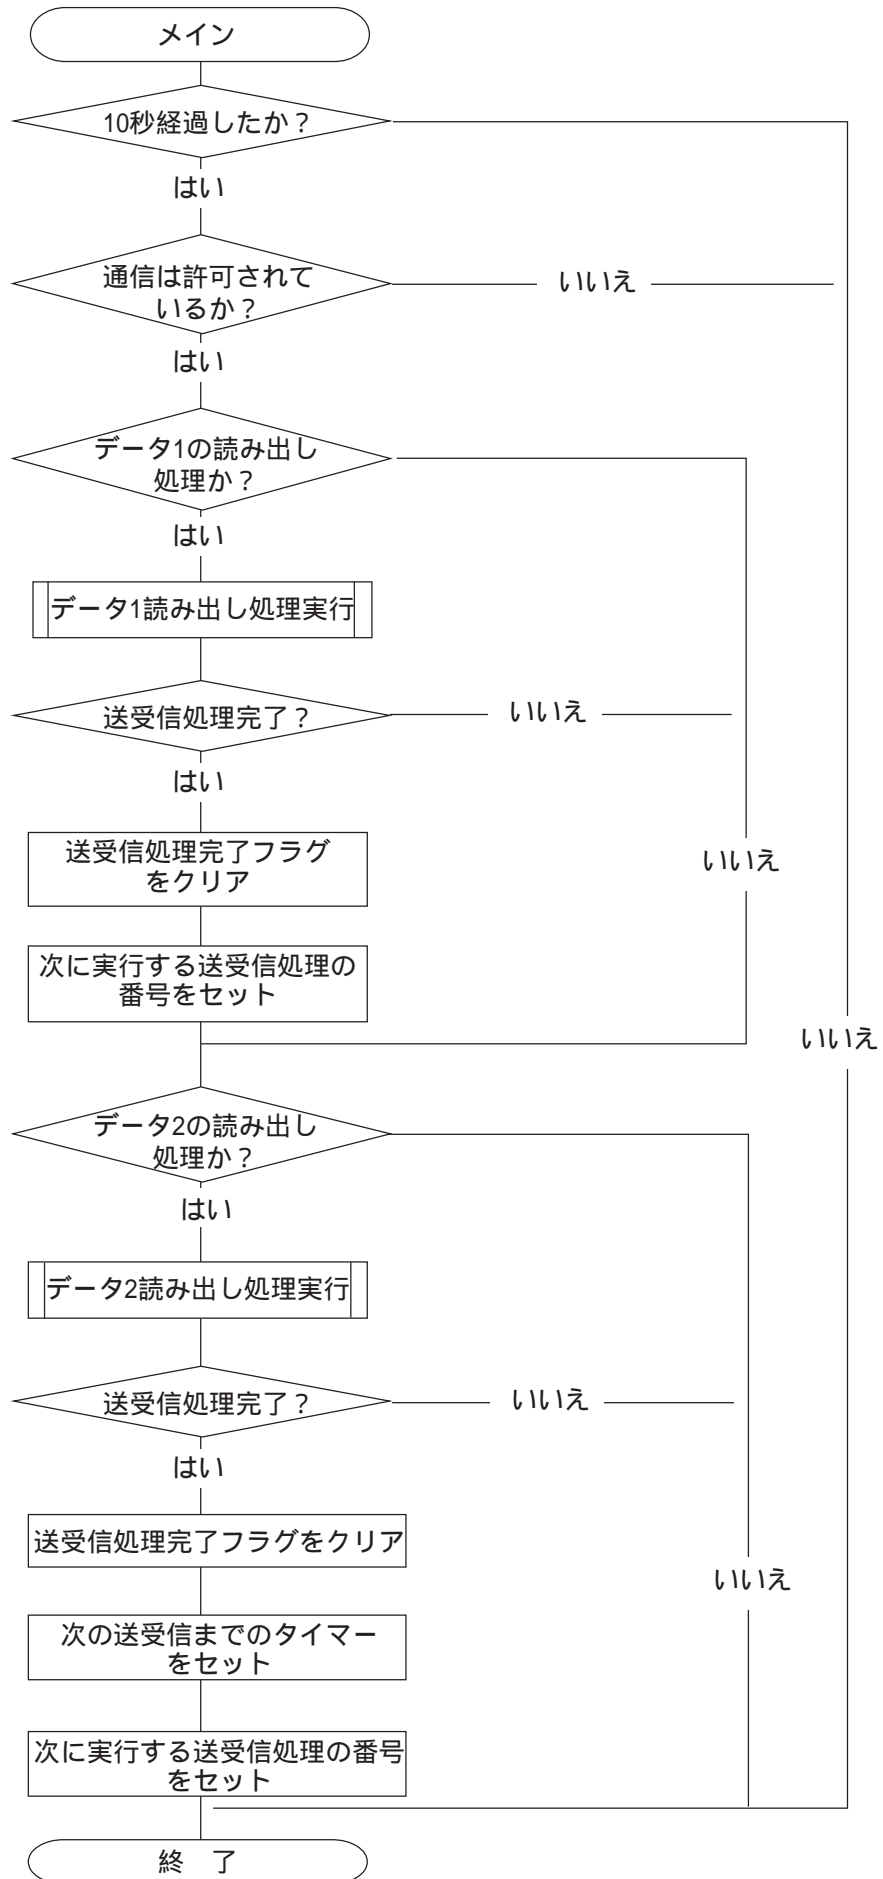 メイン
10秒経過したか？
はい
通信は許可されて
いるか？
いいえ
はい
データ1の読み出し
処理か？
はい
データ1読み出し処理実行
送受信処理完了？
いいえ
はい
送受信処理完了フラグ
をクリア
いいえ
次に実行する送受信処理の
番号をセット
いいえ
データ2の読み出し
処理か？
はい
データ2読み出し処理実行
送受信処理完了？
いいえ
はい
送受信処理完了フラグをクリア
いいえ
次の送受信までのタイマー
をセット
次に実行する送受信処理の番号
をセット
終　了